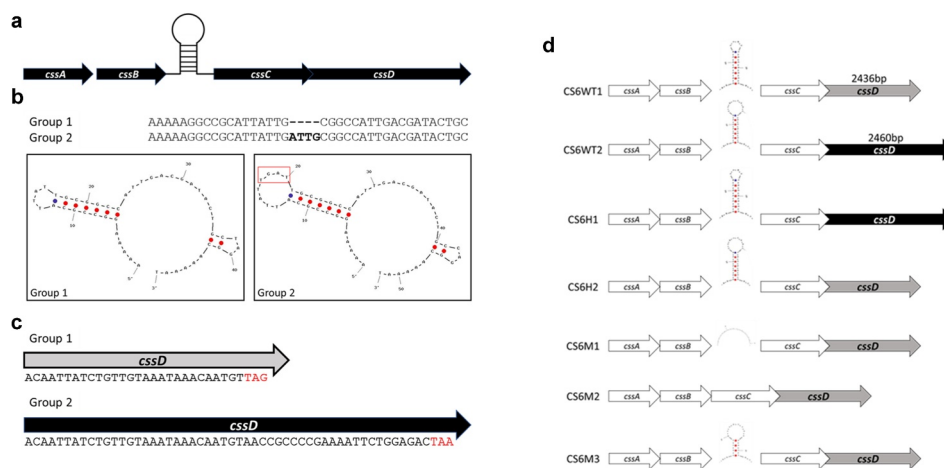 a
cssA
cssB
cssC
cssD
b
Group 1
AAAAAGGCCGCATTATTG----CGGCCATTGACGATACTGC
Group 2
AAAAAGGCCGCATTATTGATTGCGGCCATTGACGATACTGC
Group 1
Group 2
c
Group 1
cssD
ACAATTATCTGTTGTAAATAAACAATGTTAG
Group 2
cssD
ACAATTATCTGTTGTAAATAAACAATGTAACCGCCCCGAAAATTCTGGAGACTAA
d
CS6WT1
cssA
cssB
cssC
2436bp
cssD
CS6WT2
cssA
cssB
cssC
2460bp
cssD
CS6H1
cssA
cssB
cssC
cssD
CS6H2
cssA
cssB
cssC
cssD
CS6M1
cssA
cssB
cssC
cssD
CS6M2
cssA
cssB
cssC
cssD
CS6M3
cssA
cssB
cssC
cssD